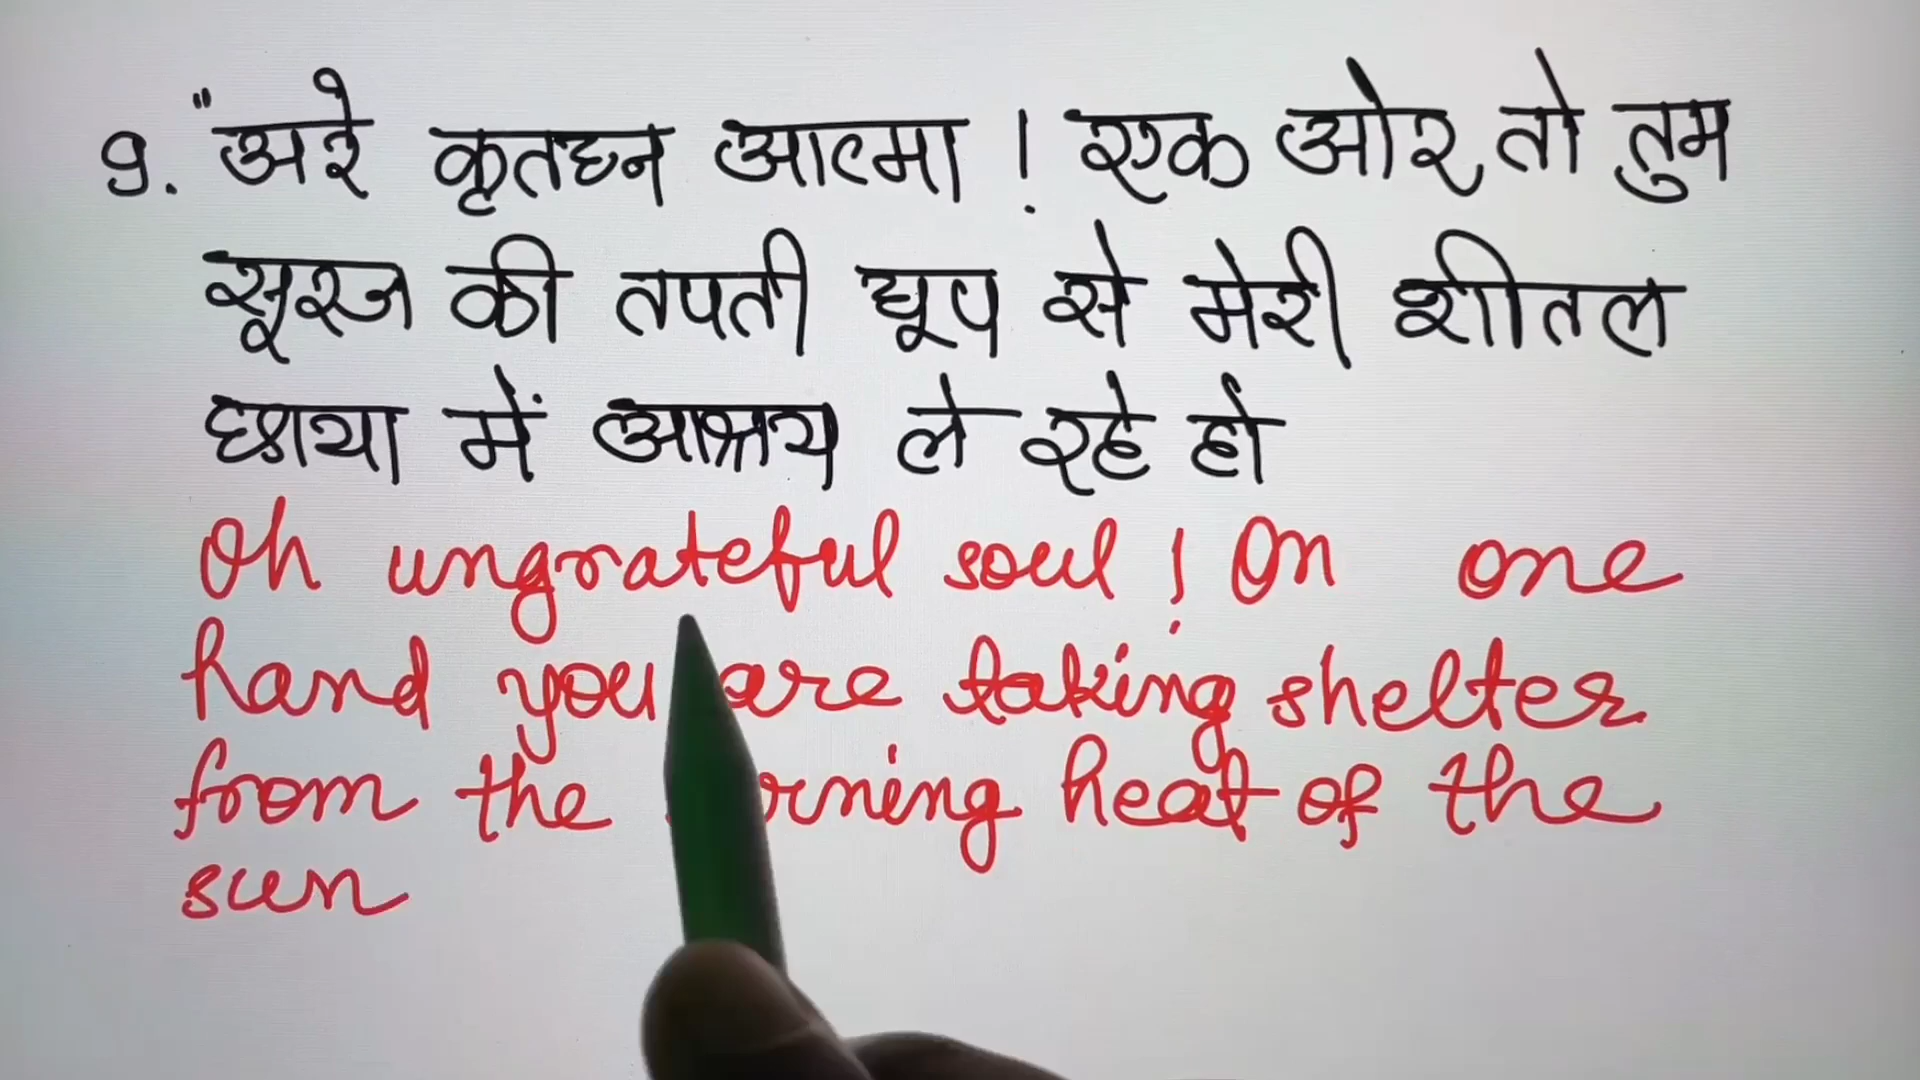 9. "अरे कृतघ्न आत्मा ! एक ओर तो तुम
सूरज की तपती धूप से मेरी शीतल
छाया में आश्रय ले रहे हो
Oh ungrateful soul ! On one
hand you are taking shelter
from the heat of the
sun